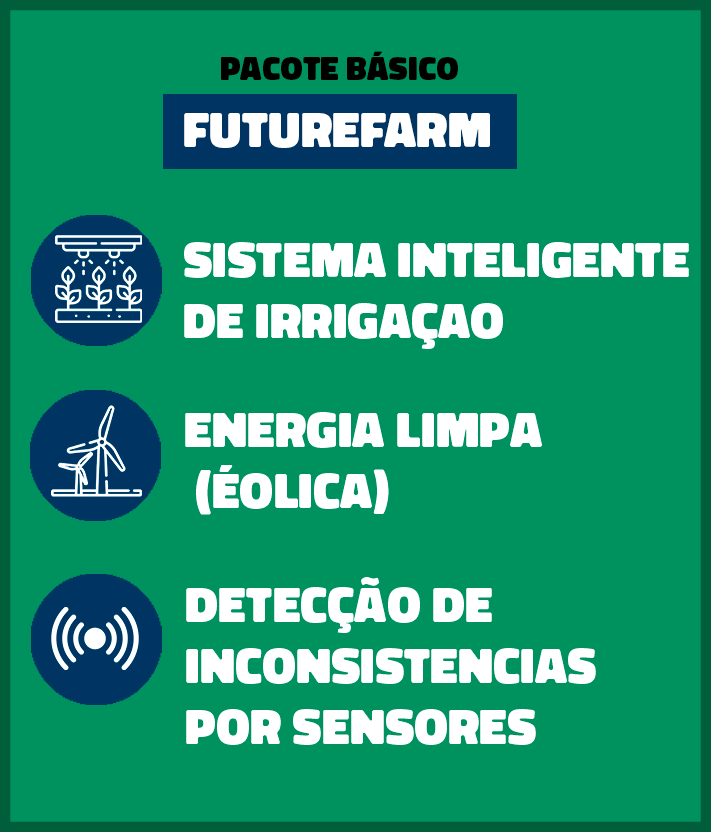 PACOTE BÁSICO
FUTUREFARM
SISTEMA INTELIGENTE
DE IRRIGAÇAO
ENERGIA LIMPA
(ÉOLICA)
DETECÇÃO DE
INCONSISTENCIAS
POR SENSORES